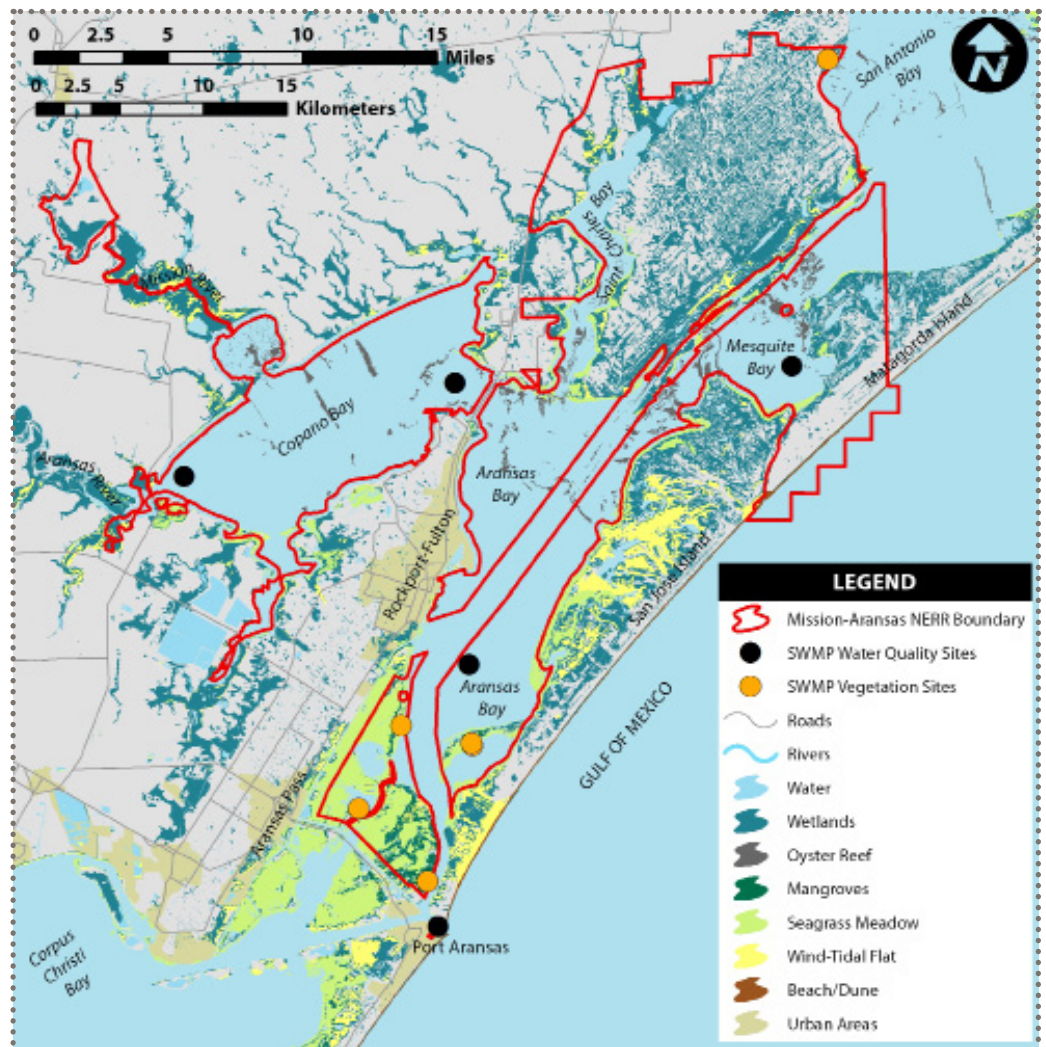 0 2.5 5 10 15
Miles
0 2.5 5 10 15
Kilometers
N
San Antonio
Bay
Saint Charles Bay
Mission River
Mesquite
Bay
Matagorda Island
Copano Bay
Aransas River
Aransas
Bay
Rockport-Fulton
San Jose Island
Aransas
Bay
GULF OF MEXICO
Aransas Pass
Port Aransas
Corpus
Christi
Bay
LEGEND
Mission-Aransas NERR Boundary
SWMP Water Quality Sites
SWMP Vegetation Sites
Roads
Rivers
Water
Wetlands
Oyster Reef
Mangroves
Seagrass Meadow
Wind-Tidal Flat
Beach/Dune
Urban Areas